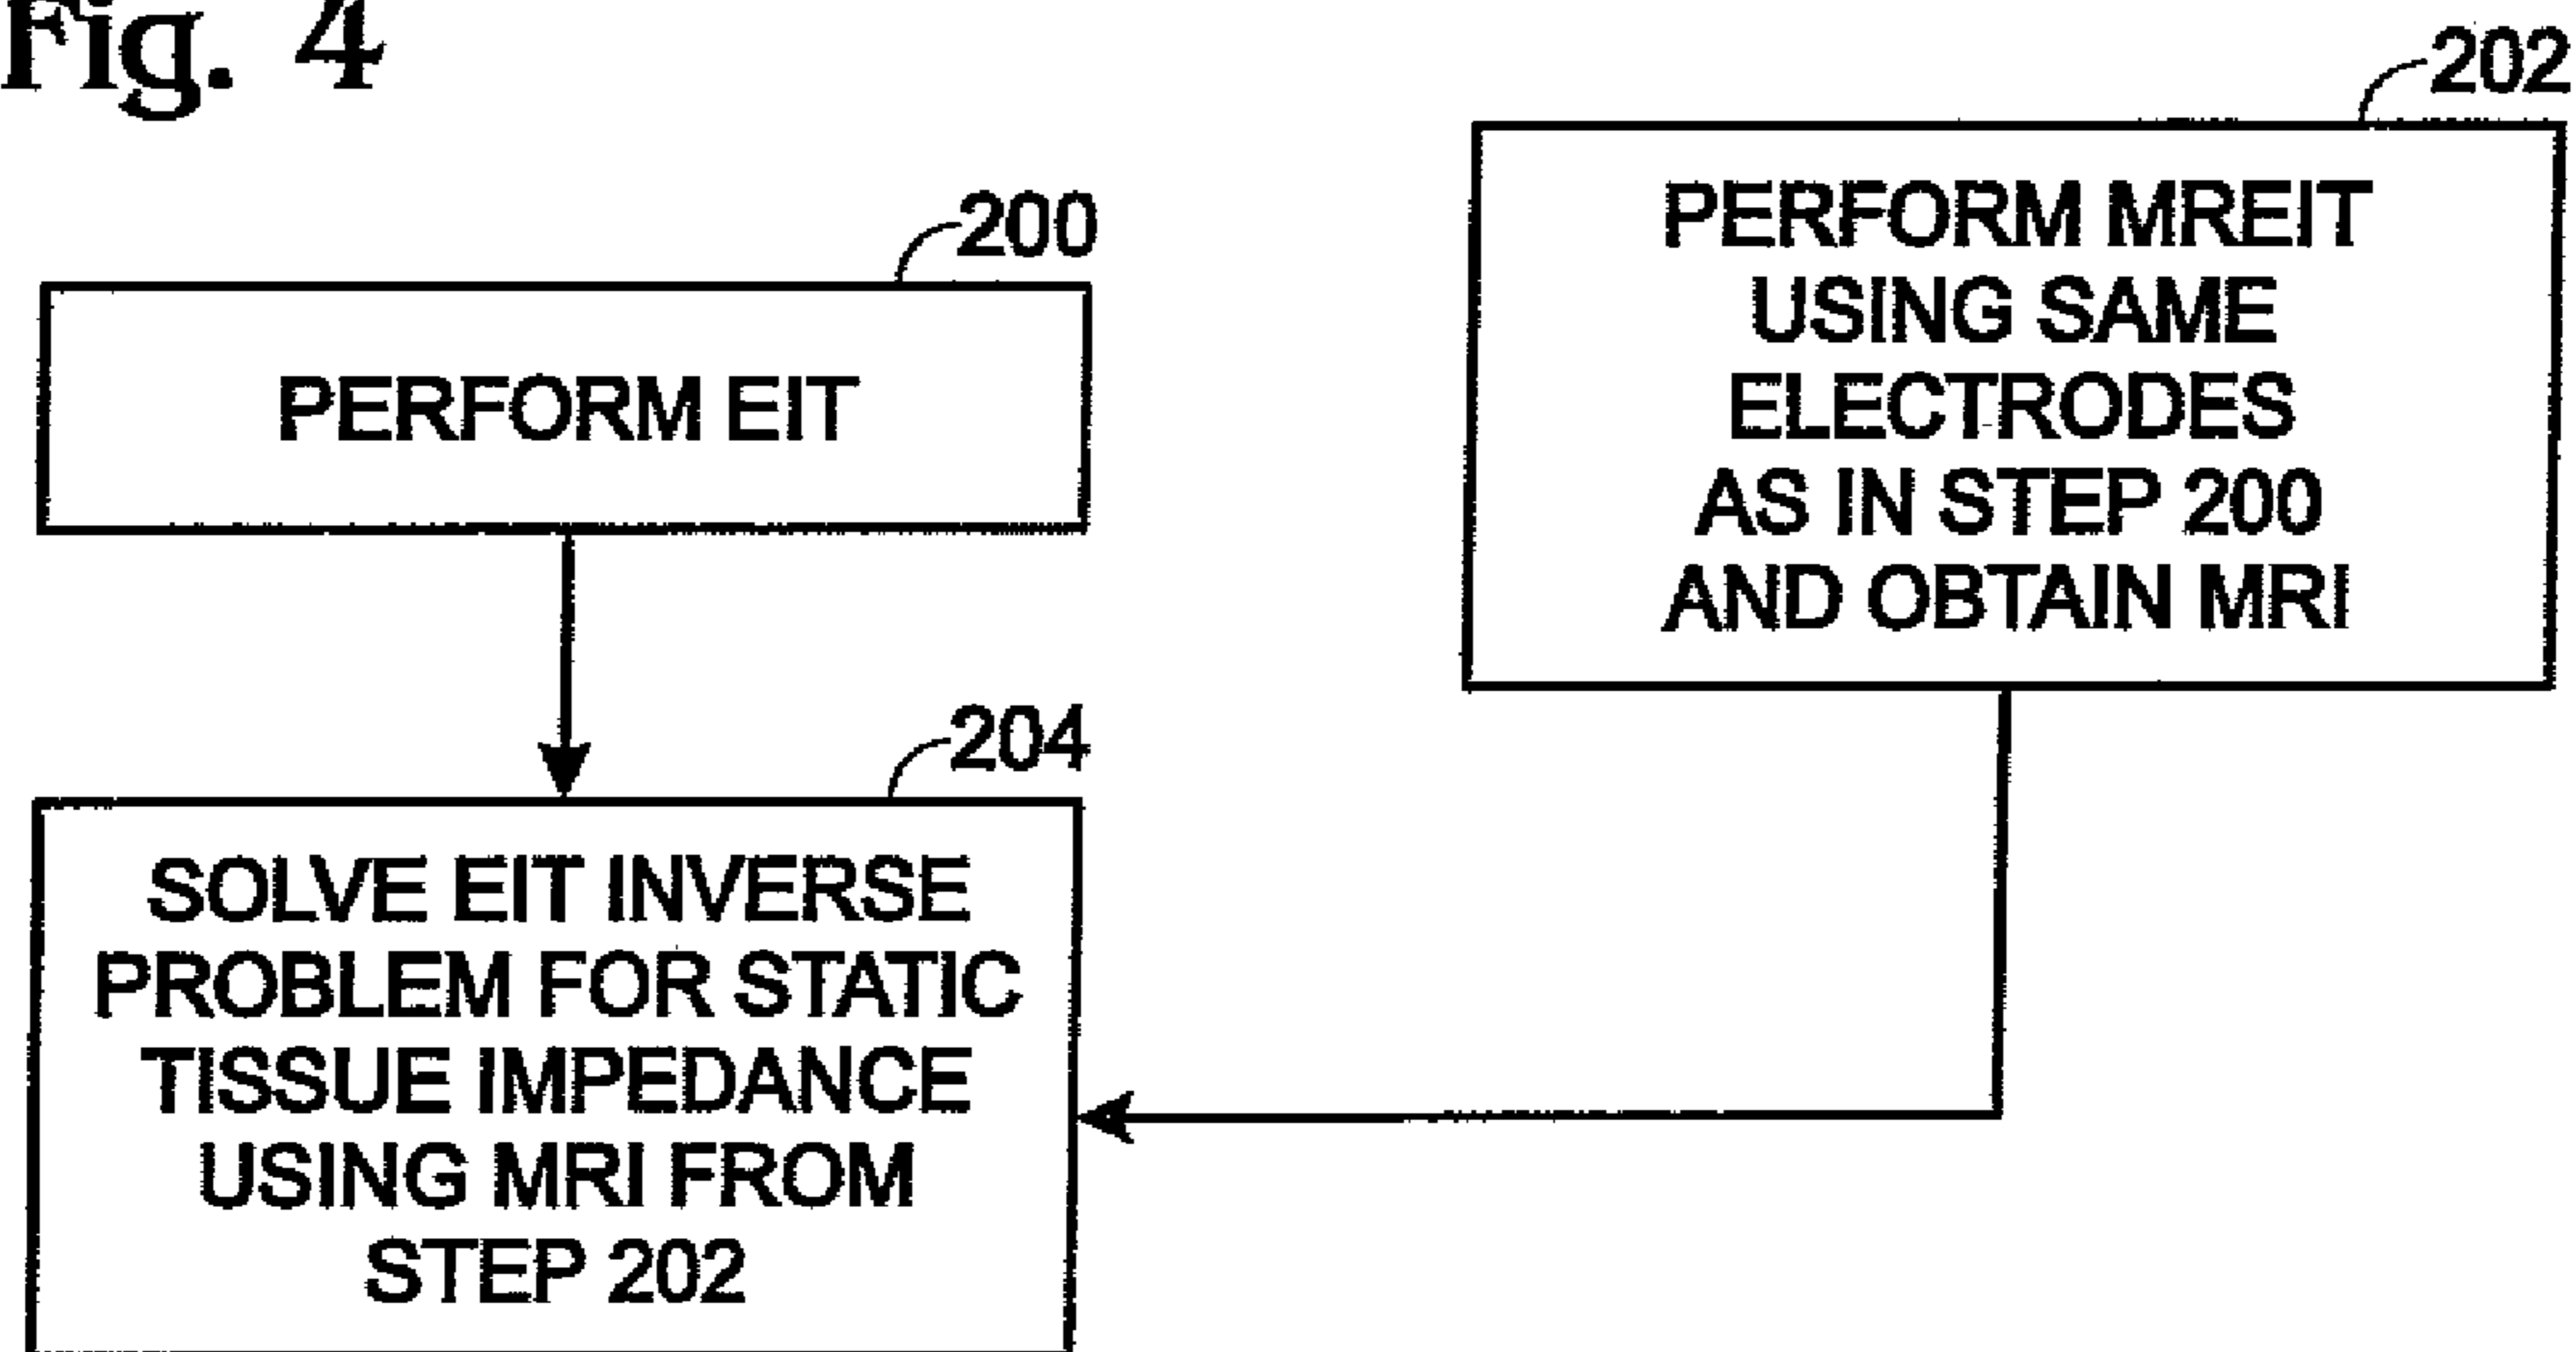 Fig. 4
202
PERFORM MREIT
USING SAME
ELECTRODES
AS IN STEP 200
AND OBTAIN MRI
200
PERFORM EIT
204
SOLVE EIT INVERSE
PROBLEM FOR STATIC
TISSUE IMPEDANCE
USING MRI FROM
STEP 202